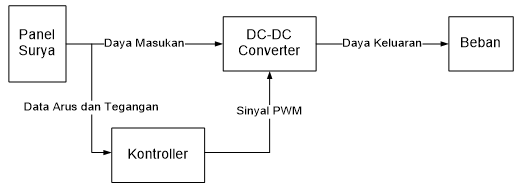 Panel
Surya
Daya Masukan
DC-DC
Converter
Daya Keluaran
Beban
Data Arus dan Tegangan
Sinyal PWM
Kontroller